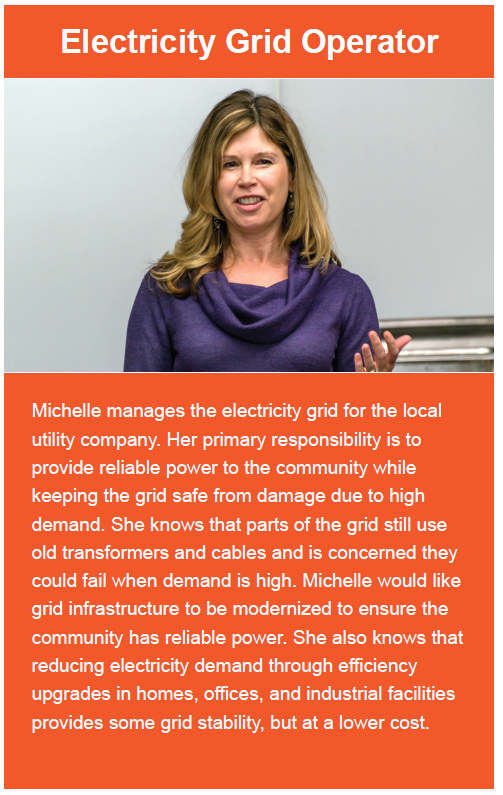 Electricity Grid Operator
Michelle manages the electricity grid for the local
utility company. Her primary responsibility is to
provide reliable power to the community while
keeping the grid safe from damage due to high
demand. She knows that parts of the grid still use
old transformers and cables and is concerned they
could fail when demand is high. Michelle would like
grid infrastructure to be modernized to ensure the
community has reliable power. She also knows that
reducing electricity demand through efficiency
upgrades in homes, offices, and industrial facilities
provides some grid stability, but at a lower cost.